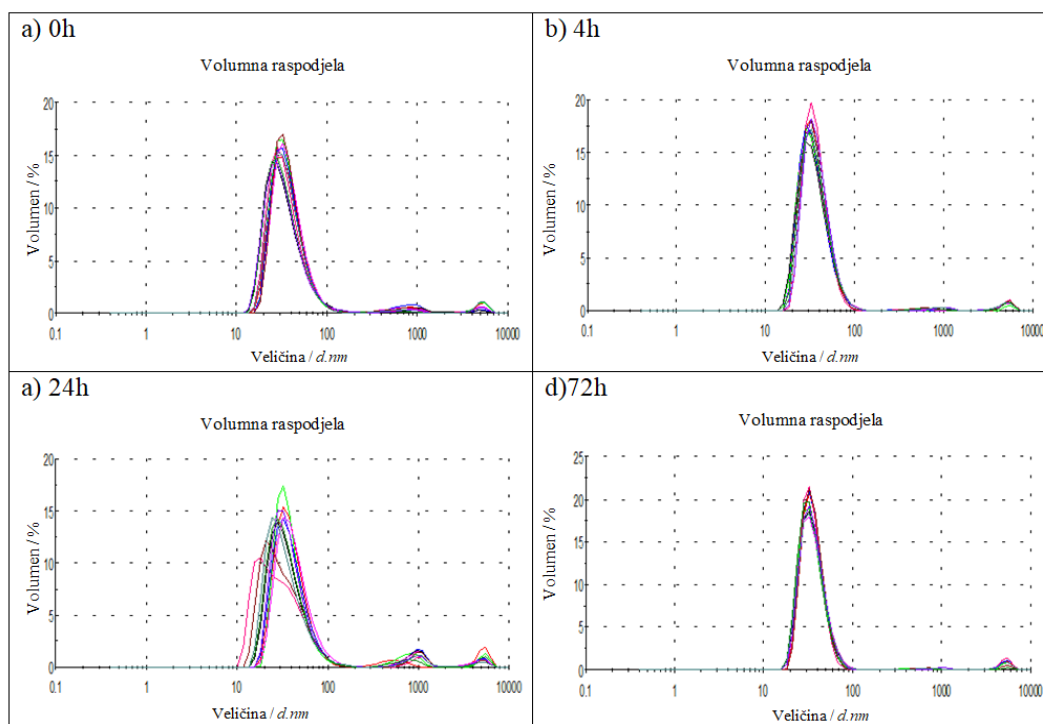 a) 0h
Volumna raspodjela
20
15
10
5
0
0.1 1 10 100 1000 10000
Volumen / %
Veličina / d.nm
b) 4h
Volumna raspodjela
20
15
10
5
0
0.1 1 10 100 1000 10000
Volumen / %
Veličina / d.nm
a) 24h
Volumna raspodjela
20
15
10
5
0
0.1 1 10 100 1000 10000
Volumen / %
Veličina / d.nm
d)72h
Volumna raspodjela
25
20
15
10
5
0
0.1 1 10 100 1000 10000
Volumen / %
Veličina / d.nm